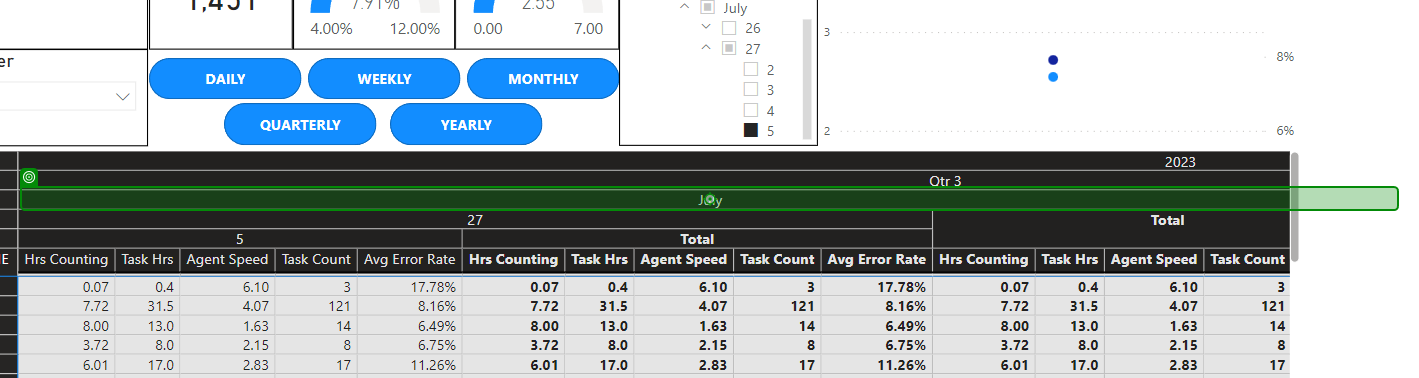 1,451
7.91%
2.55
4.00%
12.00%
0.00
7.00
er
DAILY
WEEKLY
MONTHLY
QUARTERLY
YEARLY
July
26
27
2
3
4
5
3
8%
2
6%
2023
Qtr 3
July
27
Total
5
Total
E Hrs Counting Task Hrs Agent Speed Task Count Avg Error Rate Hrs Counting Task Hrs Agent Speed Task Count Avg Error Rate Hrs Counting Task Hrs Agent Speed Task Count
0.07 0.4 6.10 3 17.78% 0.07 0.4 6.10 3 17.78% 0.07 0.4 6.10 3
7.72 31.5 4.07 121 8.16% 7.72 31.5 4.07 121 8.16% 7.72 31.5 4.07 121
8.00 13.0 1.63 14 6.49% 8.00 13.0 1.63 14 6.49% 8.00 13.0 1.63 14
3.72 8.0 2.15 8 6.75% 3.72 8.0 2.15 8 6.75% 3.72 8.0 2.15 8
6.01 17.0 2.83 17 11.26% 6.01 17.0 2.83 17 11.26% 6.01 17.0 2.83 17